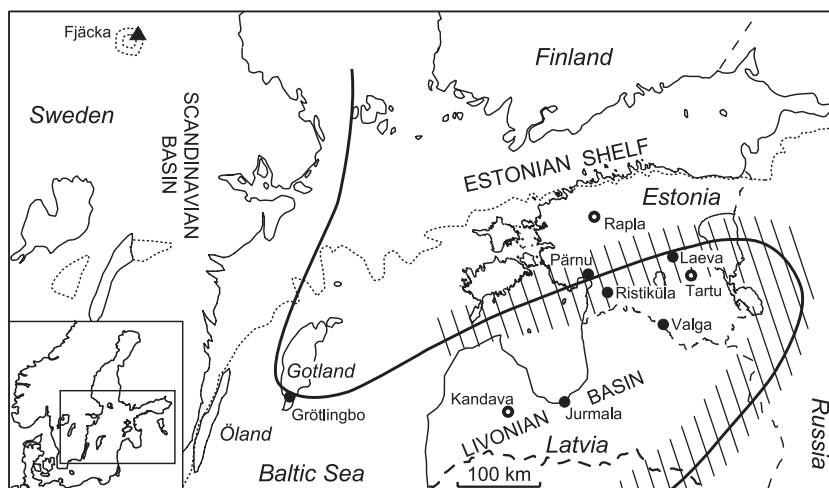 Fjäcka
Finland
Sweden
SCANDINAVIAN
BASIN
ESTONIAN SHELF
Estonia
Rapla
Pärnu
Laeva
Tartu
Ristiküla
Valga
Gotland
Grötlingbo
Kandava
Jurmala
LIVONIAN BASIN
Öland
Latvia
Russia
Baltic Sea
100 km